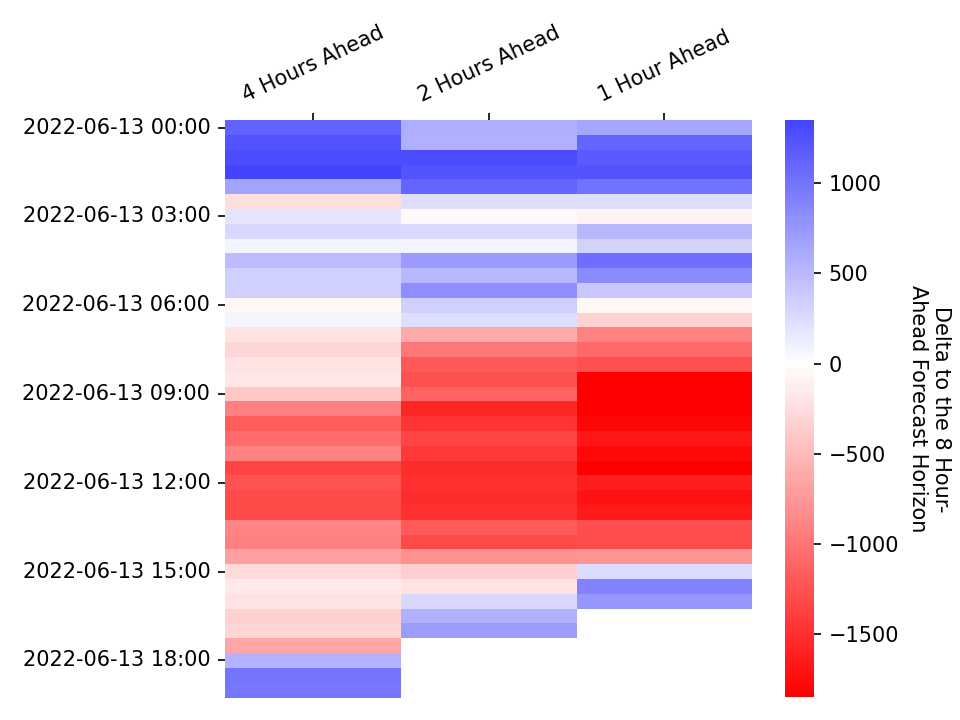 4 Hours Ahead
2 Hours Ahead
1 Hour Ahead
2022-06-13 00:00
2022-06-13 03:00
2022-06-13 06:00
2022-06-13 09:00
2022-06-13 12:00
2022-06-13 15:00
2022-06-13 18:00
1000
500
0
−500
−1000
−1500
Delta to the 8 Hour-
Ahead Forecast Horizon